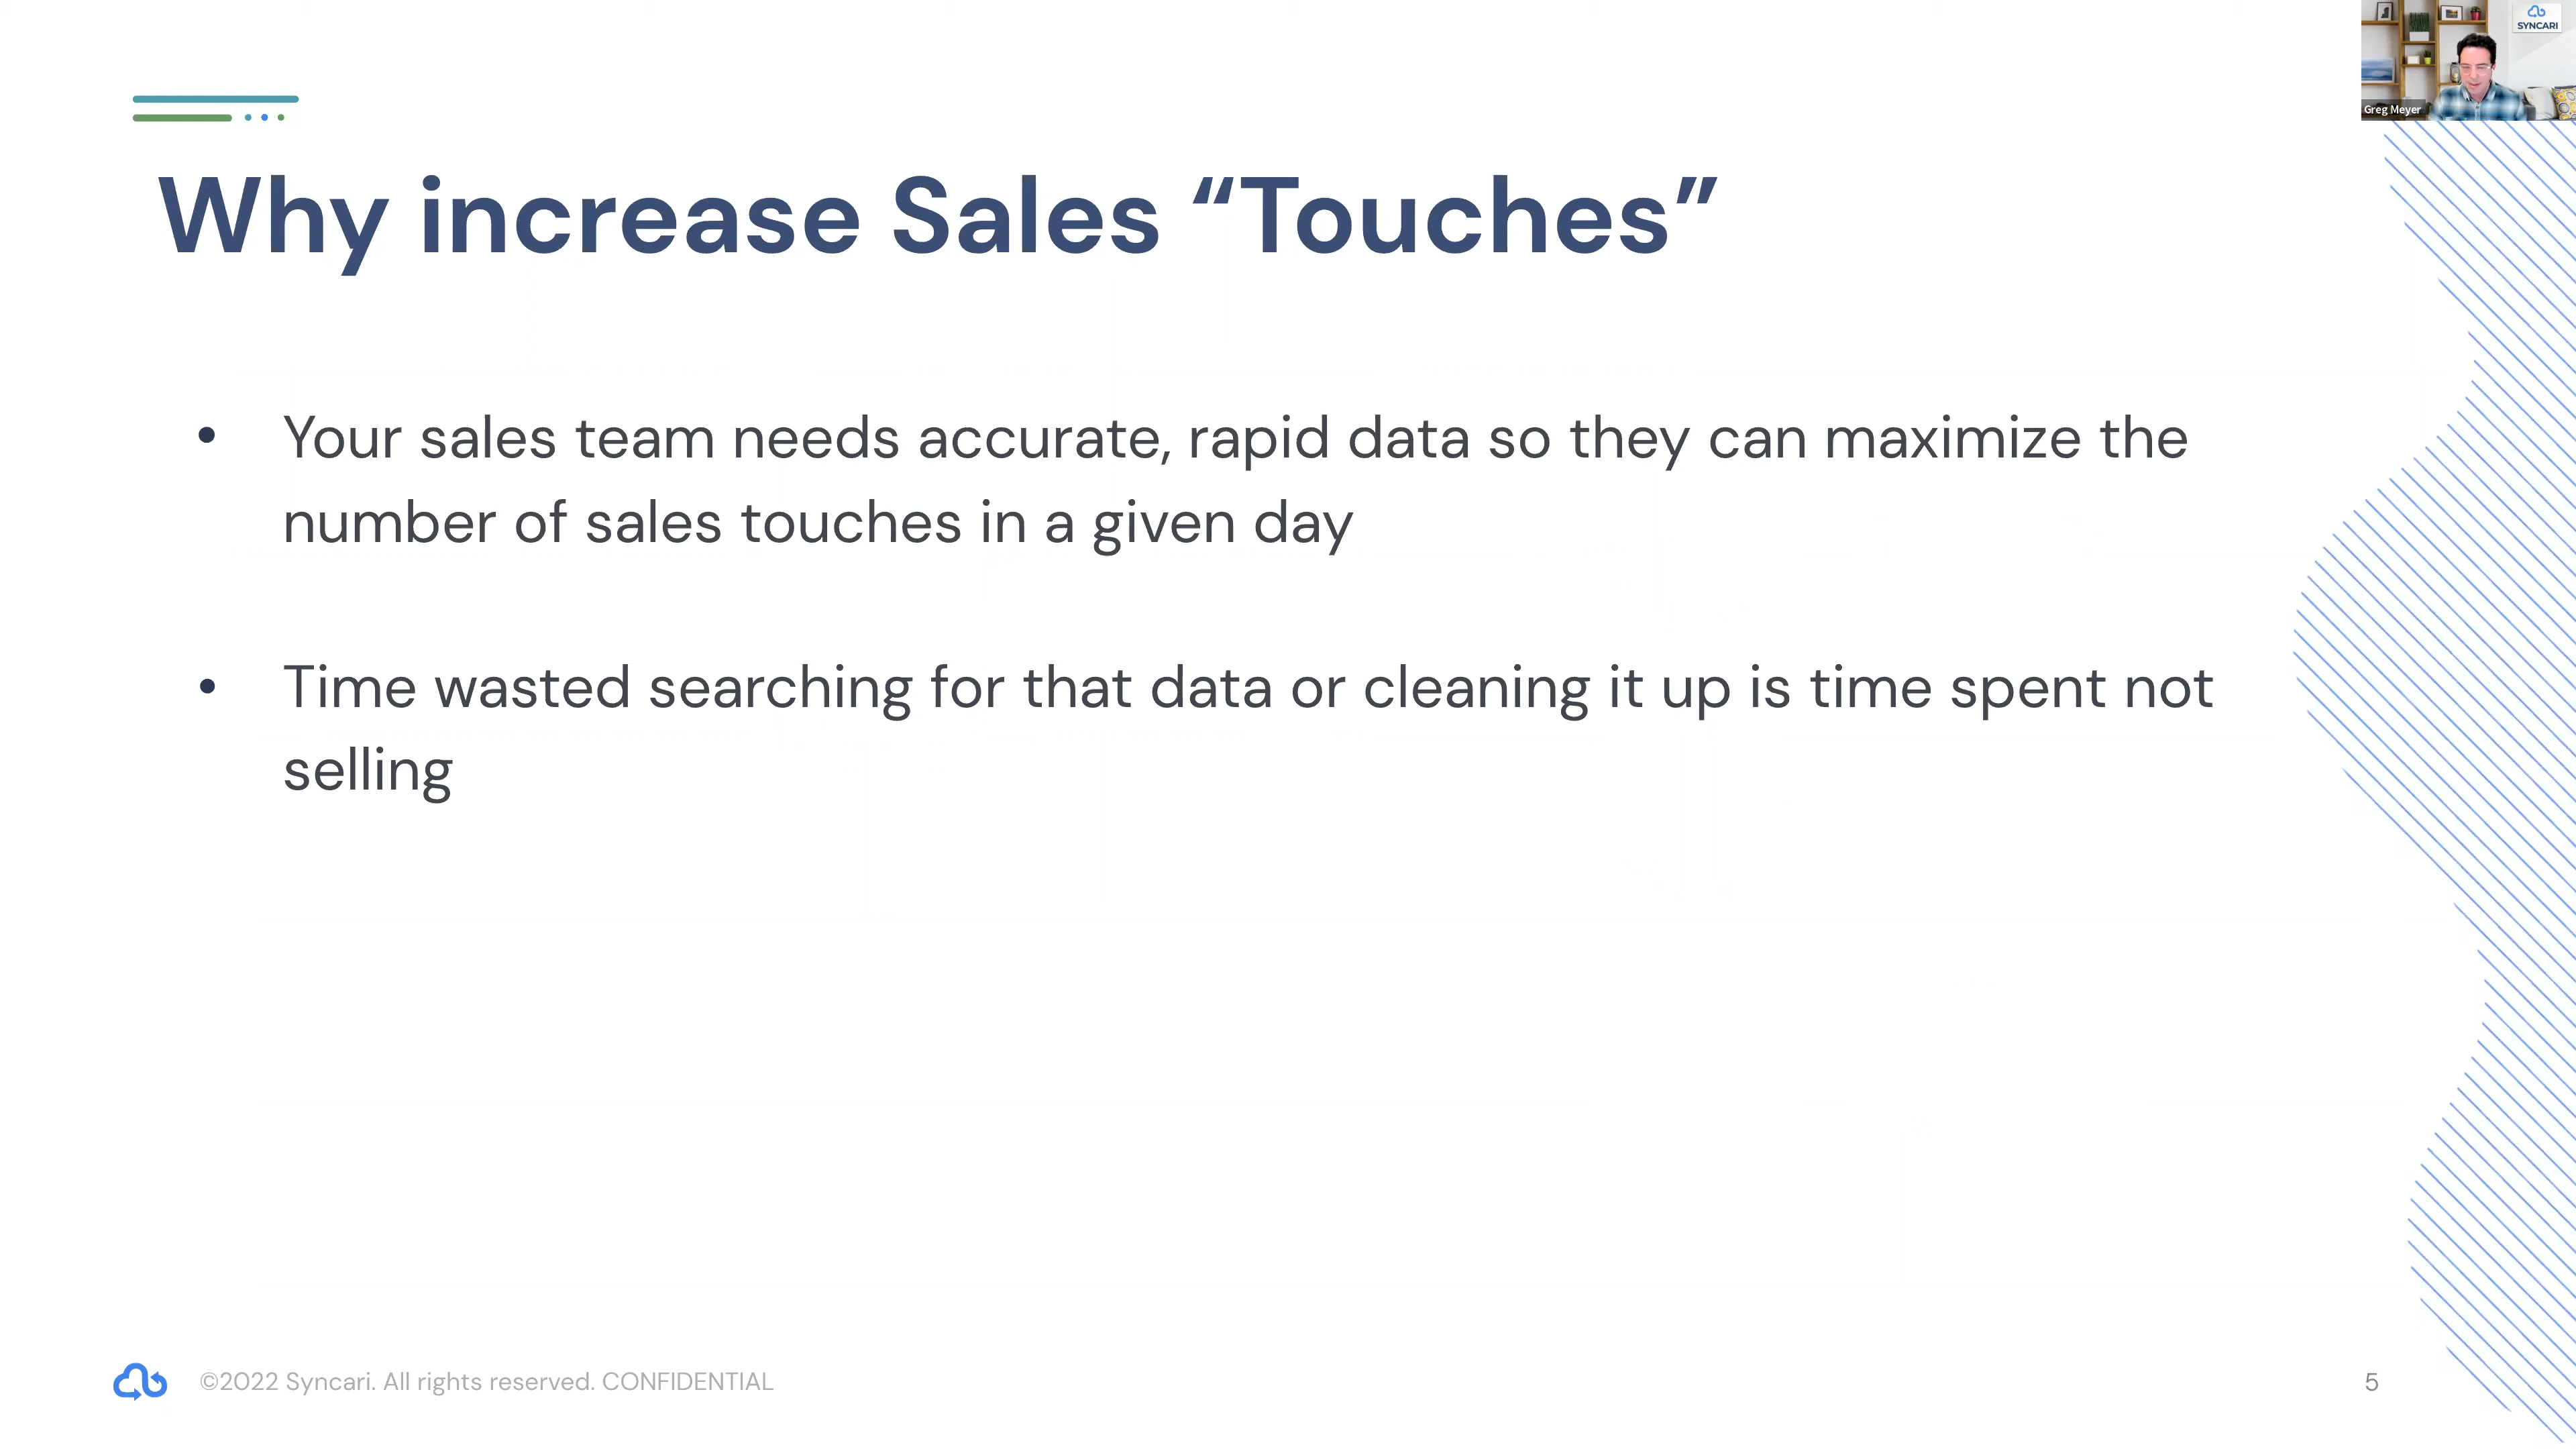 SYNCARI
Greg Meyer
Why increase Sales “Touches”
• Your sales team needs accurate, rapid data so they can maximize the
number of sales touches in a given day
• Time wasted searching for that data or cleaning it up is time spent not
selling
©2022 Syncari. All rights reserved. CONFIDENTIAL
5